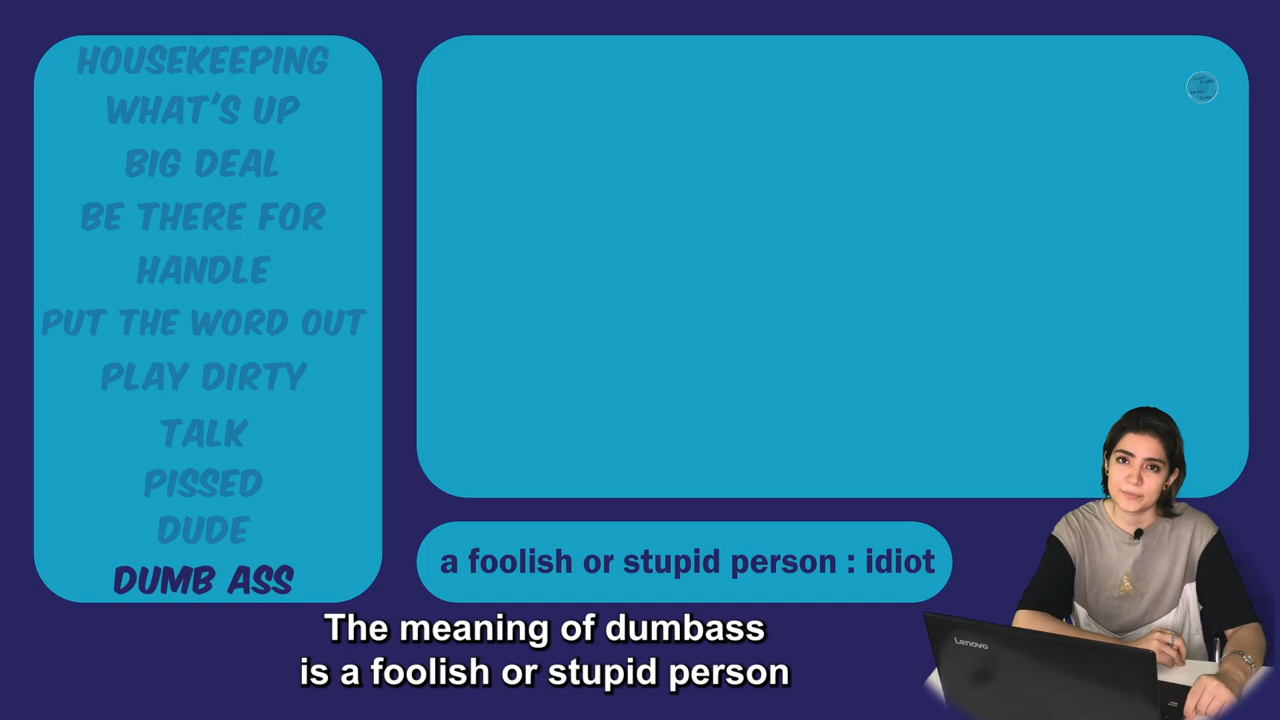 HOUSEKEEPING
WHAT'S UP
BIG DEAL
BE THERE FOR
HANDLE
PUT THE WORD OUT
PLAY DIRTY
TALK
PISSED
DUDE
DUMB ASS
a foolish or stupid person : idiot
The meaning of dumbass
is a foolish or stupid person
Lenovo